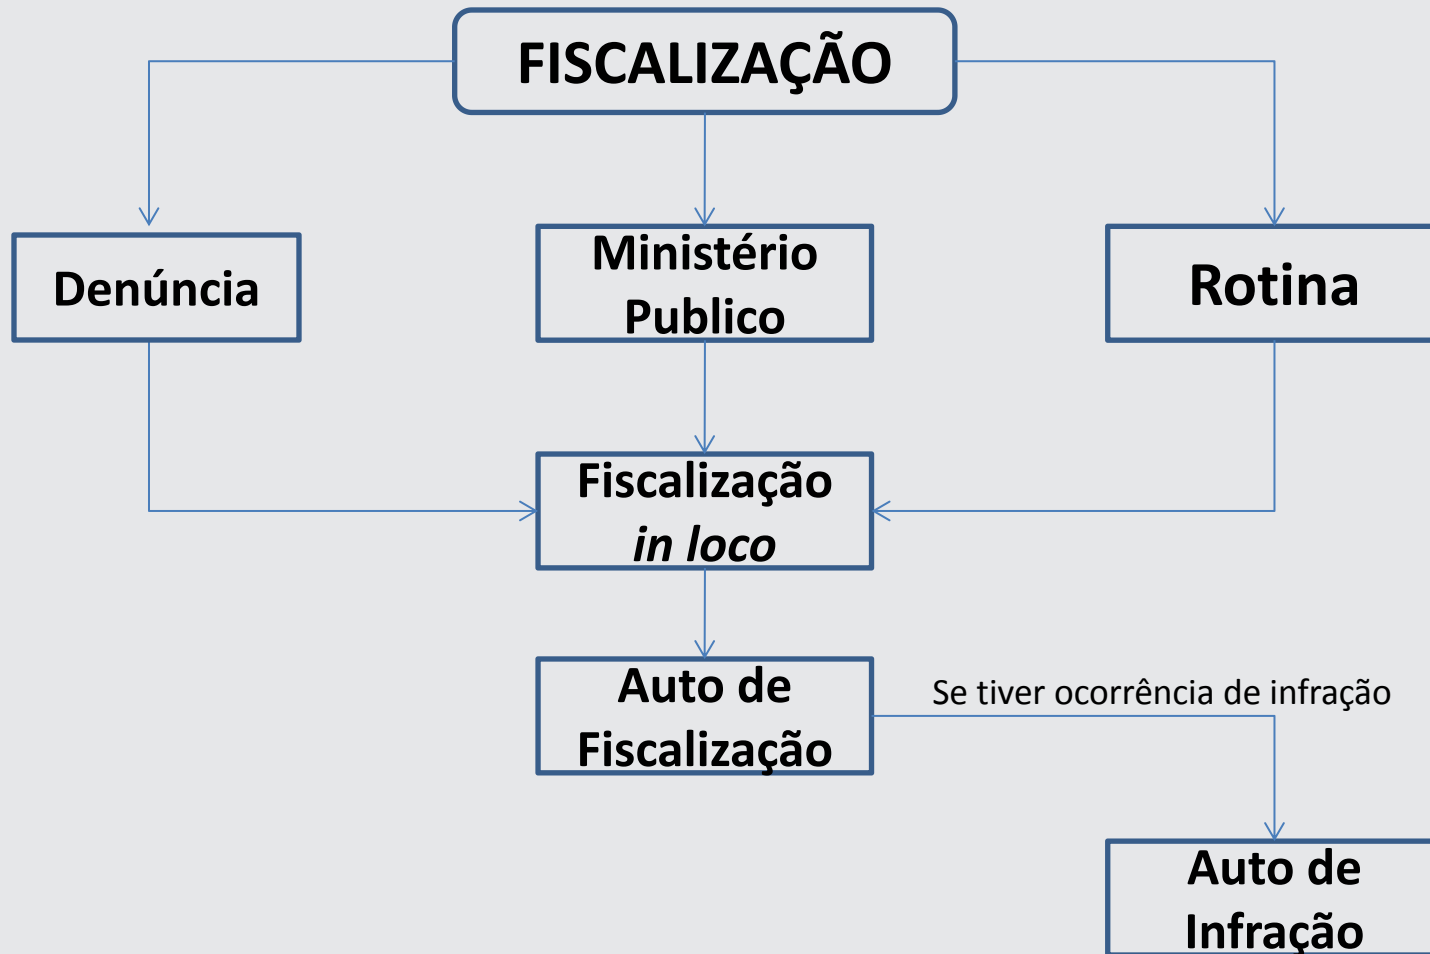 FISCALIZAÇÃO
Denúncia
Ministério
Publico
Rotina
Fiscalização
in loco
Auto de
Fiscalização
Se tiver ocorrência de infração
Auto de
Infração